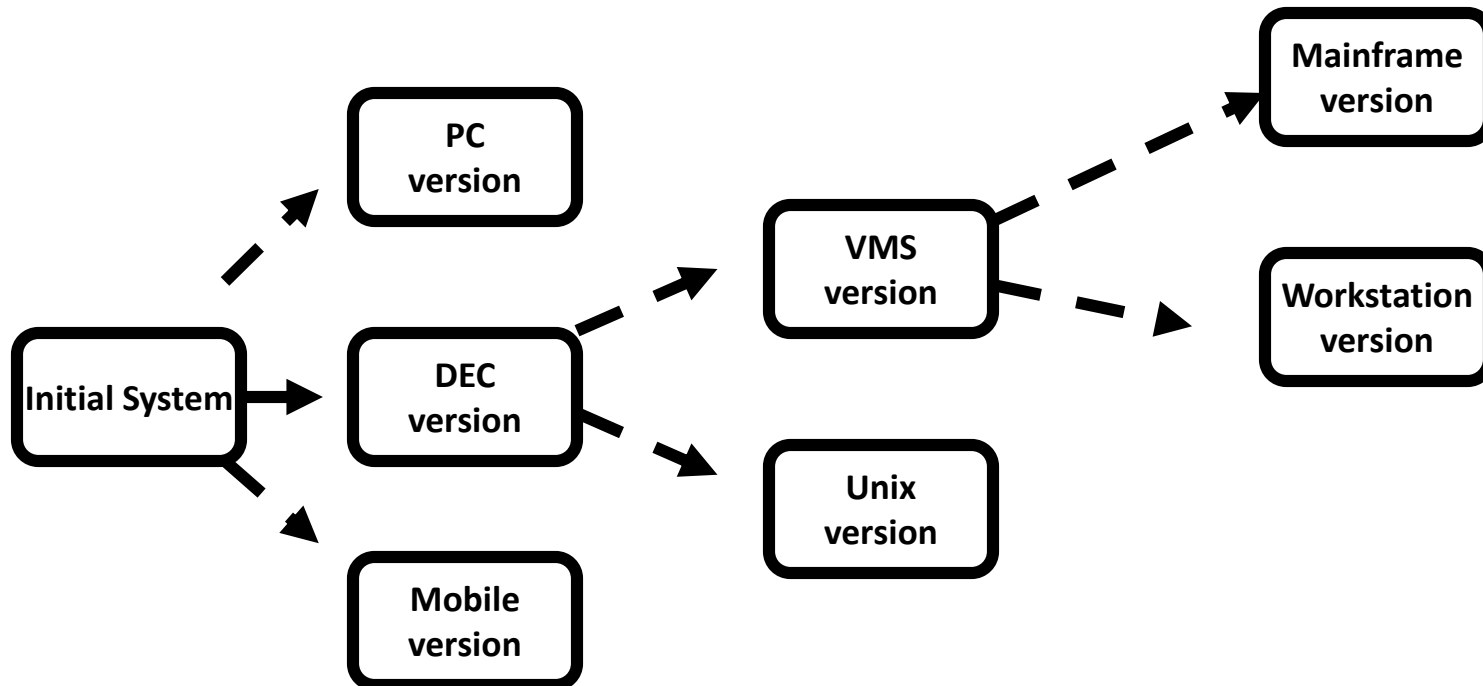 Initial System
PC
version
DEC
version
Mobile
version
VMS
version
Unix
version
Mainframe
version
Workstation
version